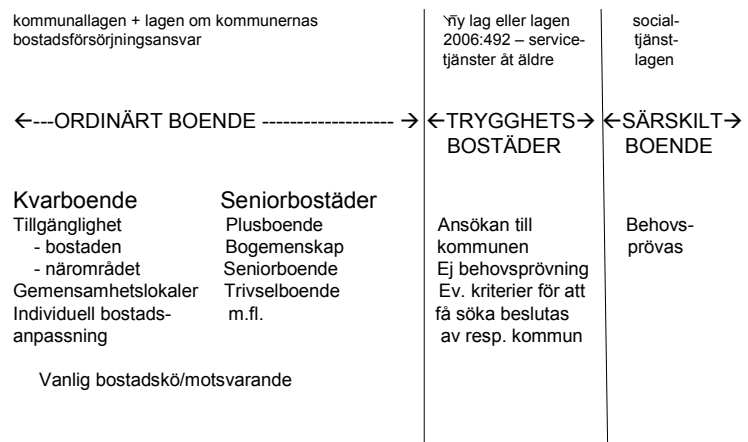 kommunallagen + lagen om kommunernas
bostadsförsörjningsansvar
ny lag eller lagen
2006:492 – service-
tjänster åt äldre
social-
tjänst-
lagen
←---ORDINÄRT BOENDE -------------------- →
←TRYGGHETS→
BOSTÄDER
←SÄRSKILT→
BOENDE
Kvarboende
Tillgänglighet
- bostaden
- närområdet
Gemensamhetslokaler
Individuell bostads-
anpassning
Seniorbostäder
Plusboende
Bogemenskap
Seniorboende
Trivselboende
m.fl.
Vanlig bostadskö/motsvarande
Ansökan till
kommunen
Ej behovsprövning
Ev. kriterier för att
få söka beslutas
av resp. kommun
Behovs-
prövas